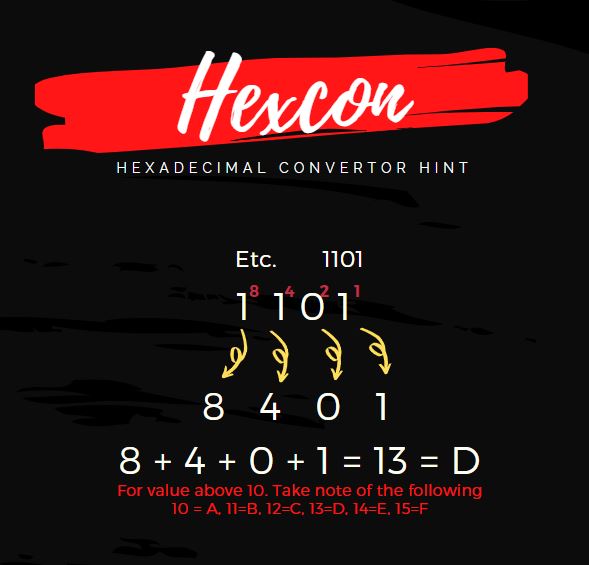 Hexcon
HEXADECIMAL CONVERTOR HINT
Etc. 1101
8 4 2 1
1 1 0 1
8 4 0 1
8 + 4 + 0 + 1 = 13 = D
For value above 10. Take note of the following
10 = A, 11=B, 12=C, 13=D, 14=E, 15=F